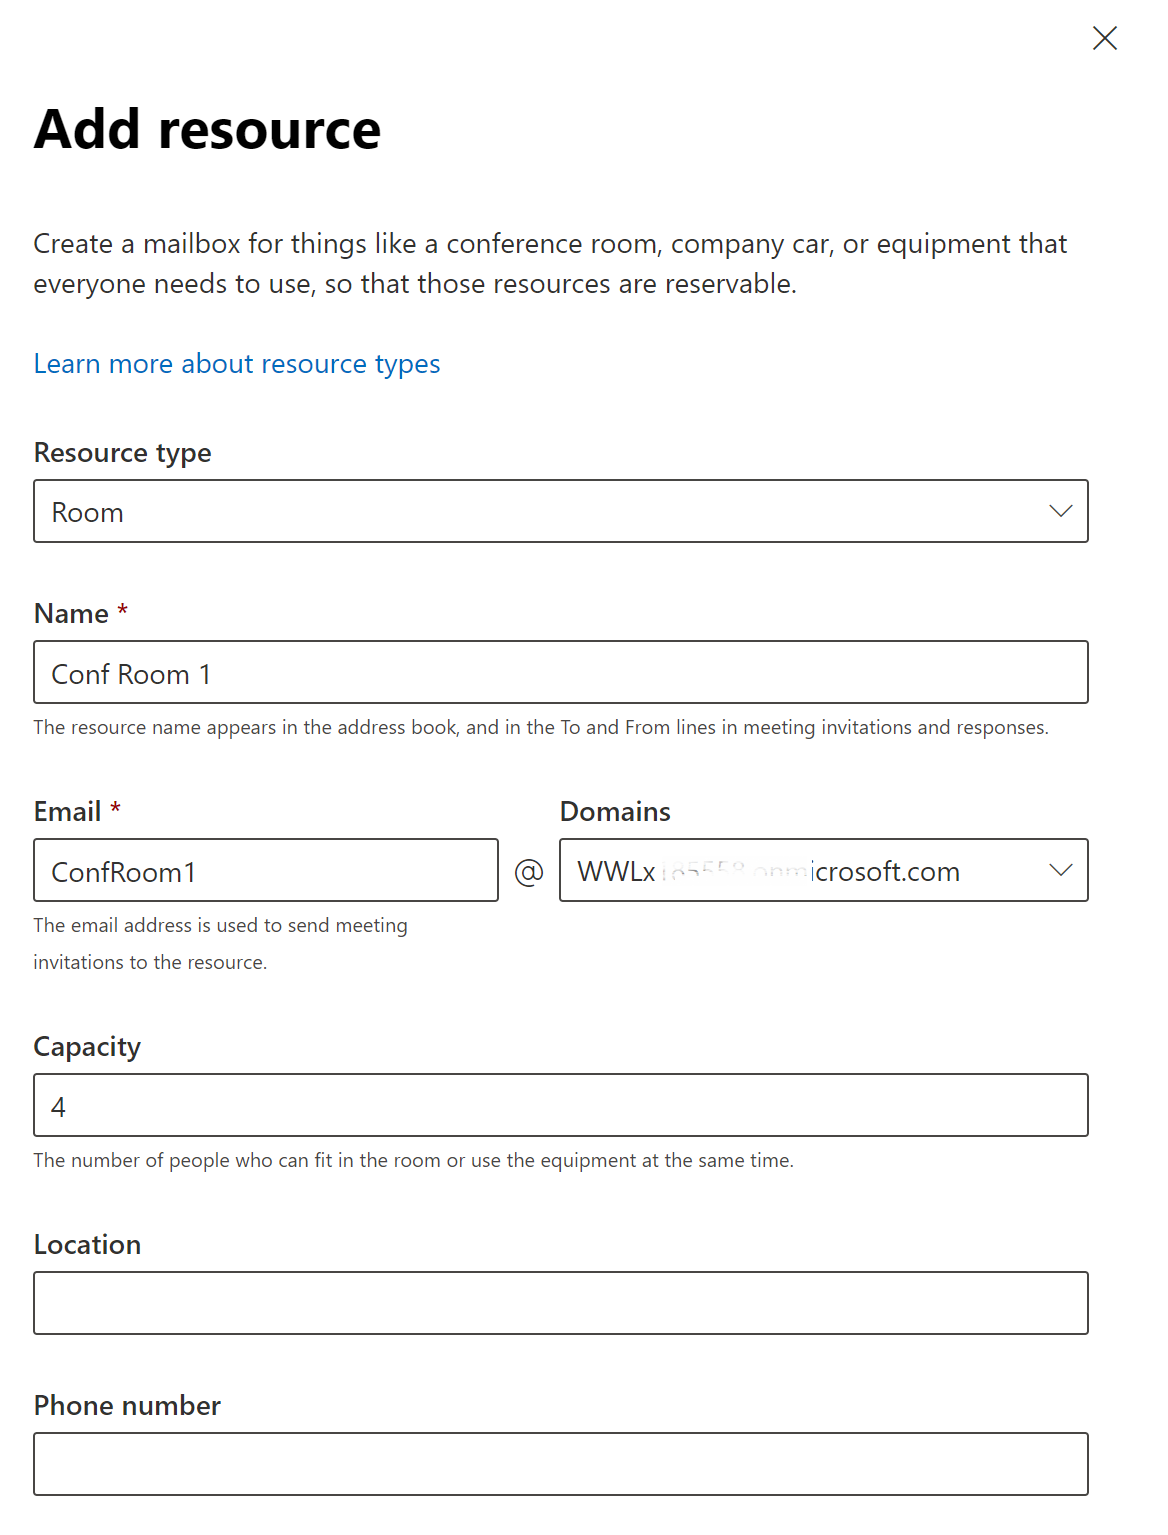 Add resource
Create a mailbox for things like a conference room, company car, or equipment that
everyone needs to use, so that those resources are reservable.
Learn more about resource types
Resource type
Room
Name *
Conf Room 1
The resource name appears in the address book, and in the To and From lines in meeting invitations and responses.
Email * Domains
ConfRoom1 @ WWLx crosoft.com
The email address is used to send meeting
invitations to the resource.
Capacity
4
The number of people who can fit in the room or use the equipment at the same time.
Location
Phone number